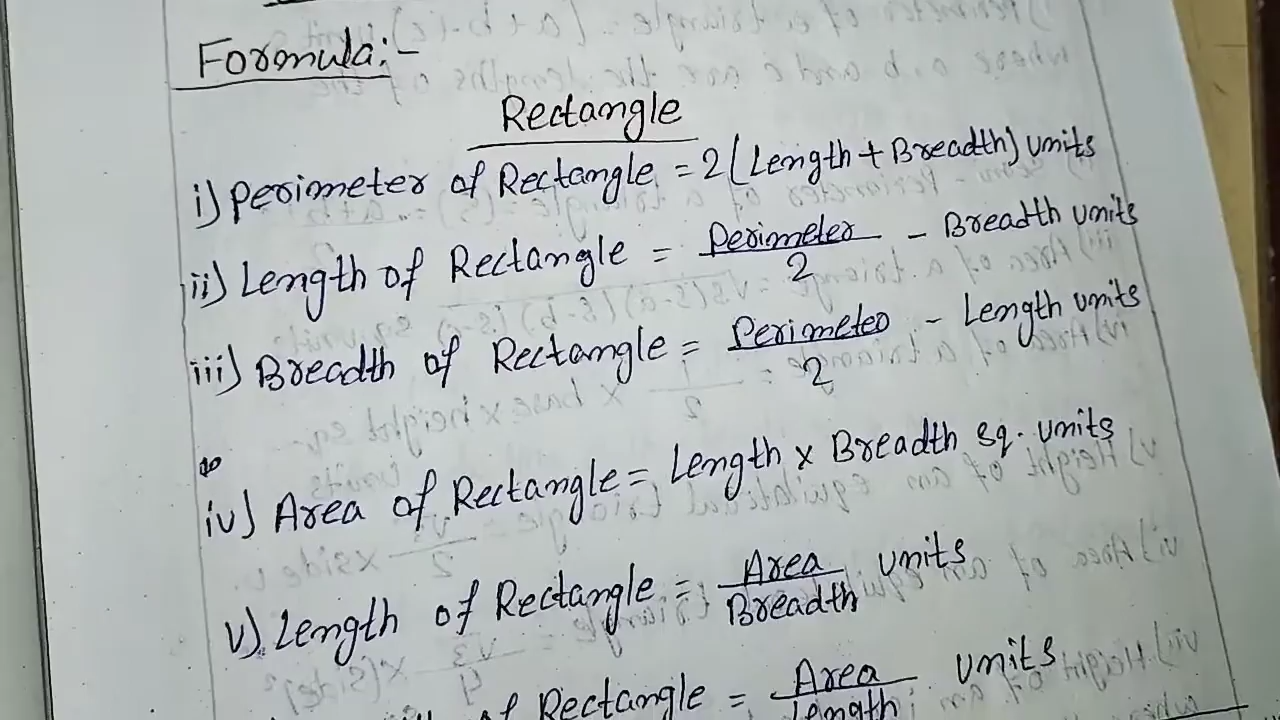 Formula:-
Rectangle
i) Perimeter of Rectangle = 2(Length + Breadth) units
ii) Length of Rectangle = Perimeter/2 - Breadth units
iii) Breadth of Rectangle = Perimeter/2 - Length units
iv) Area of Rectangle = Length x Breadth sq. units
v) Length of Rectangle = Area/Breadth units
of Rectangle = Area/Length units